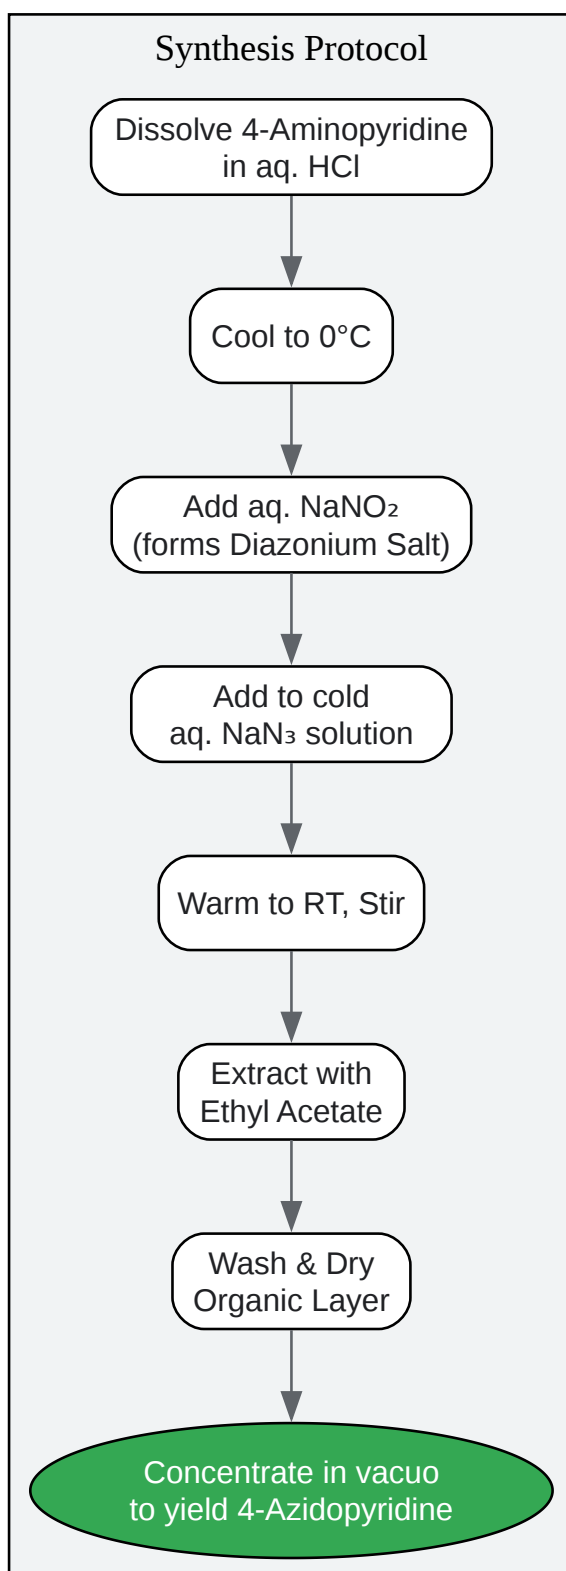 Synthesis Protocol
Dissolve 4-Aminopyridine
in aq. HCl
Cool to 0°C
Add aq. NaNO₂
(forms Diazonium Salt)
Add to cold
aq. NaN₃ solution
Warm to RT, Stir
Extract with
Ethyl Acetate
Wash & Dry
Organic Layer
Concentrate in vacuo
to yield 4-Azidopyridine